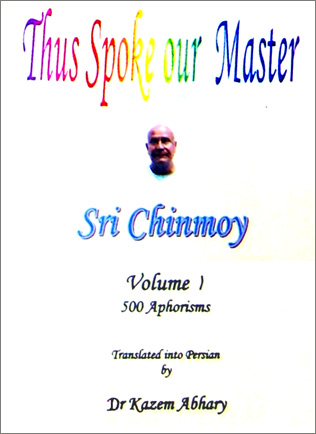 Thus Spoke our Master
Sri Chinmoy
Volume 1
500 Aphorisms
Translated into Persian
by
Dr Kazem Abhary